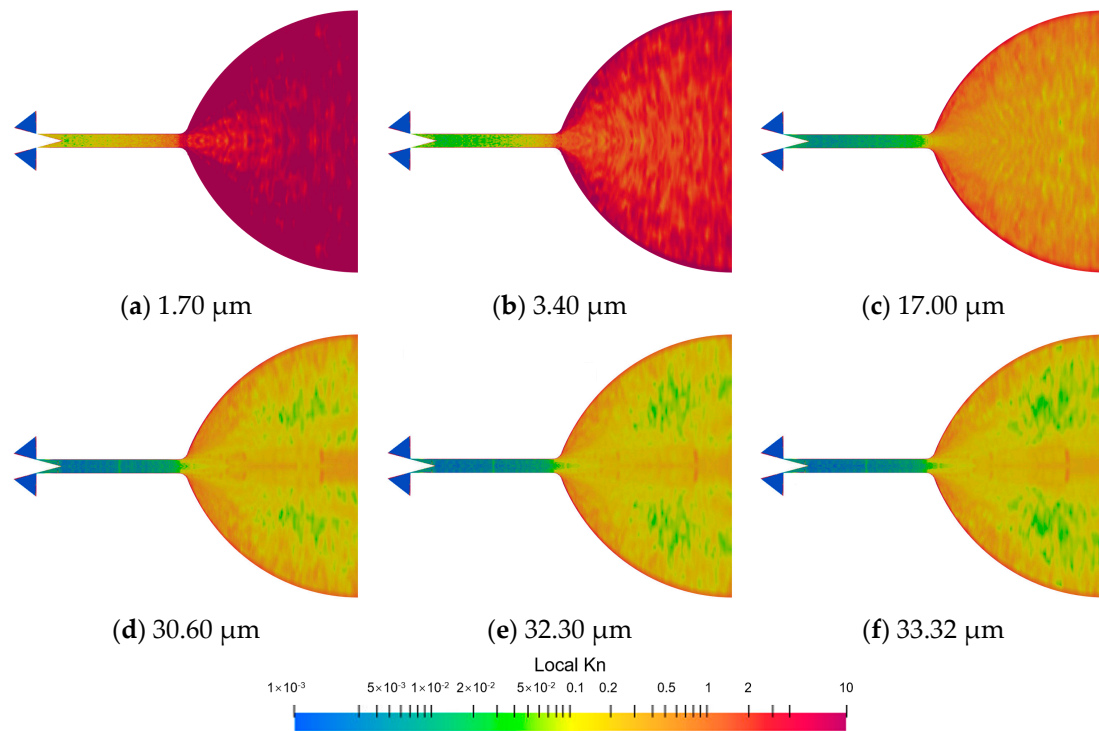 (a) 1.70 µm (b) 3.40 µm (c) 17.00 µm
(d) 30.60 µm (e) 32.30 µm (f) 33.32 µm
Local Kn
1×10⁻³ 5×10⁻³ 1×10⁻² 2×10⁻² 5×10⁻² 0.1 0.2 0.5 1 2 10